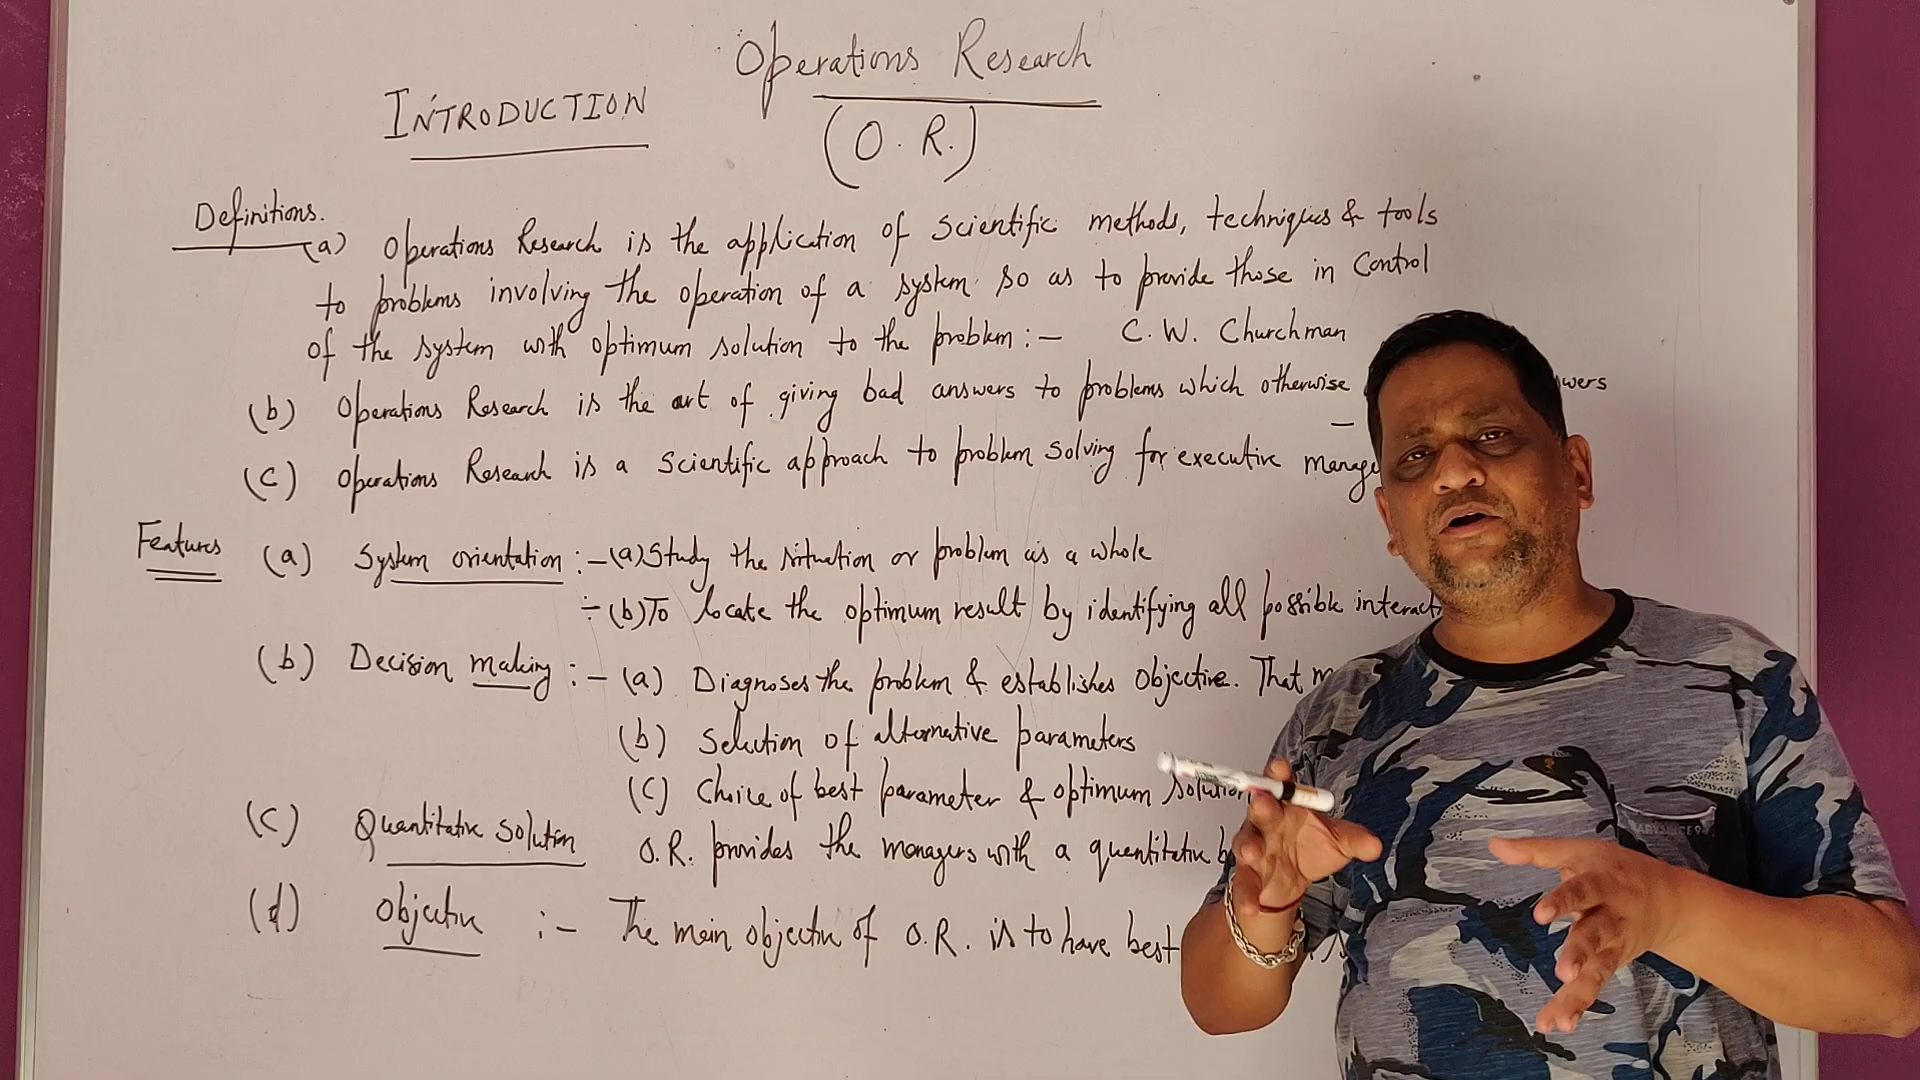 Operations Research
INTRODUCTION
(O.R.)
Definitions.
(a) Operations Research is the application of scientific methods, techniques & tools
to problems involving the operation of a system so as to provide those in Control
of the system with optimum solution to the problem :- C. W. Churchman
(b) Operations Research is the art of giving bad answers to problems which otherwise
(C) Operations Research is a scientific approach to problem solving for executive
Features
(a) System orientation :- (a) Study the situation or problem as a whole
÷ (b) To locate the optimum result by identifying all possible
(b) Decision making :- (a) Diagnoses the problem & establishes Objective. That
(b) Selection of alternative parameters
(C) Choice of best parameter & optimum solution
(C) Quantitative solution O.R. provides the managers with a quantitative
(d) Objective :- The main objective of O.R. is to have best